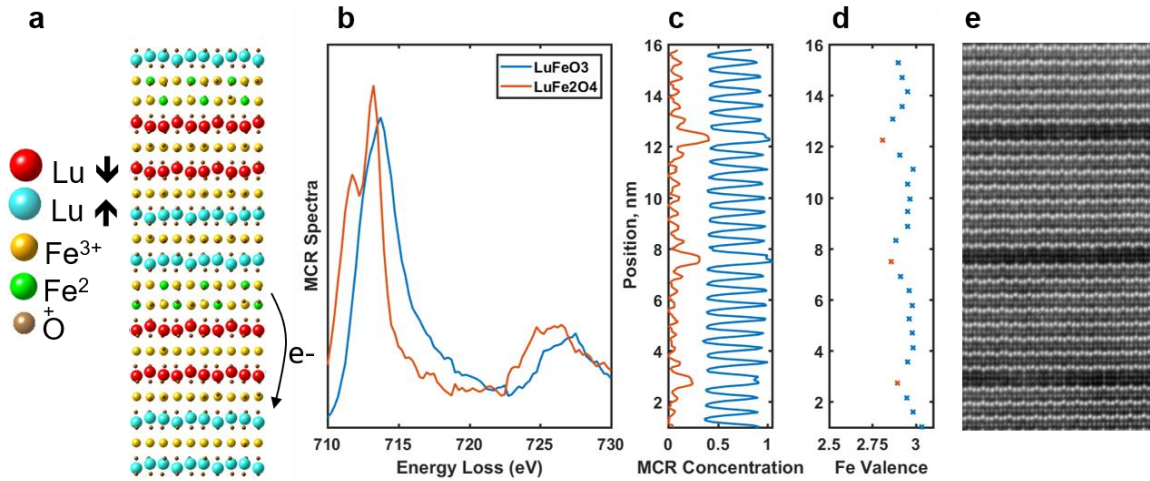 a
b
c
d
e
Lu 🡫
Lu 🡩
Fe3+
Fe2
+
O
e-
LuFeO3
LuFe2O4
MCR Spectra
710
715
720
725
730
Energy Loss (eV)
Position, nm
16
14
12
10
8
6
4
2
0
0.5
1
MCR Concentration
16
14
12
10
8
6
4
2
2.5
2.75
3
Fe Valence